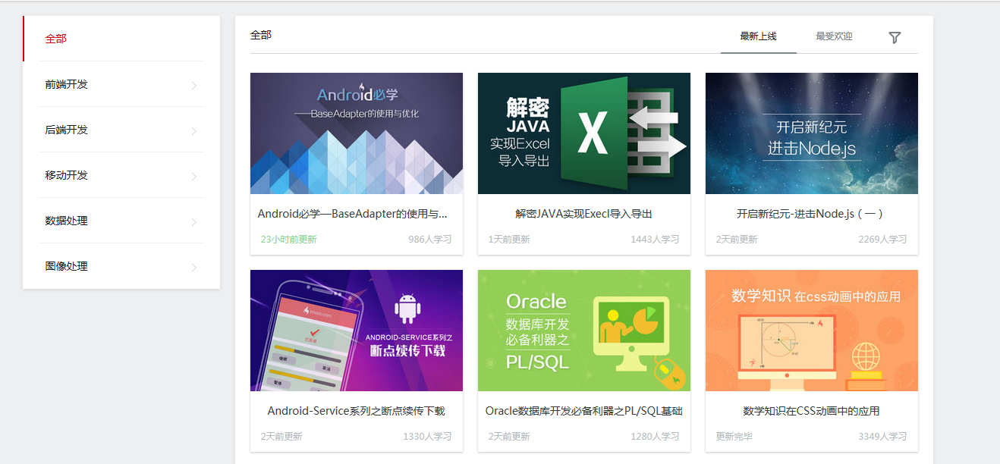 全部
前端开发
后端开发
移动开发
数据处理
图像处理
全部
最新上线
最受欢迎
Android必学
——BaseAdapter的使用与优化
解密
JAVA
实现Excel
导入导出
X
开启新纪元
进击Node.js
Android必学—BaseAdapter的使用与...
23小时前更新 986人学习
解密JAVA实现Execl导入导出
1天前更新 1443人学习
开启新纪元-进击Node.js（一）
2天前更新 2269人学习
imooc.com
已完成
继续
取消
暂停
ANDROID-SERVICE系列之
断点续传下载
Oracle
数据库开发
必备利器之
PL/SQL
数学知识 在css动画中的应用
Android-Service系列之断点续传下载
2天前更新 1330人学习
Oracle数据库开发必备利器之PL/SQL基础
2天前更新 1280人学习
数学知识在CSS动画中的应用
更新完毕 3349人学习